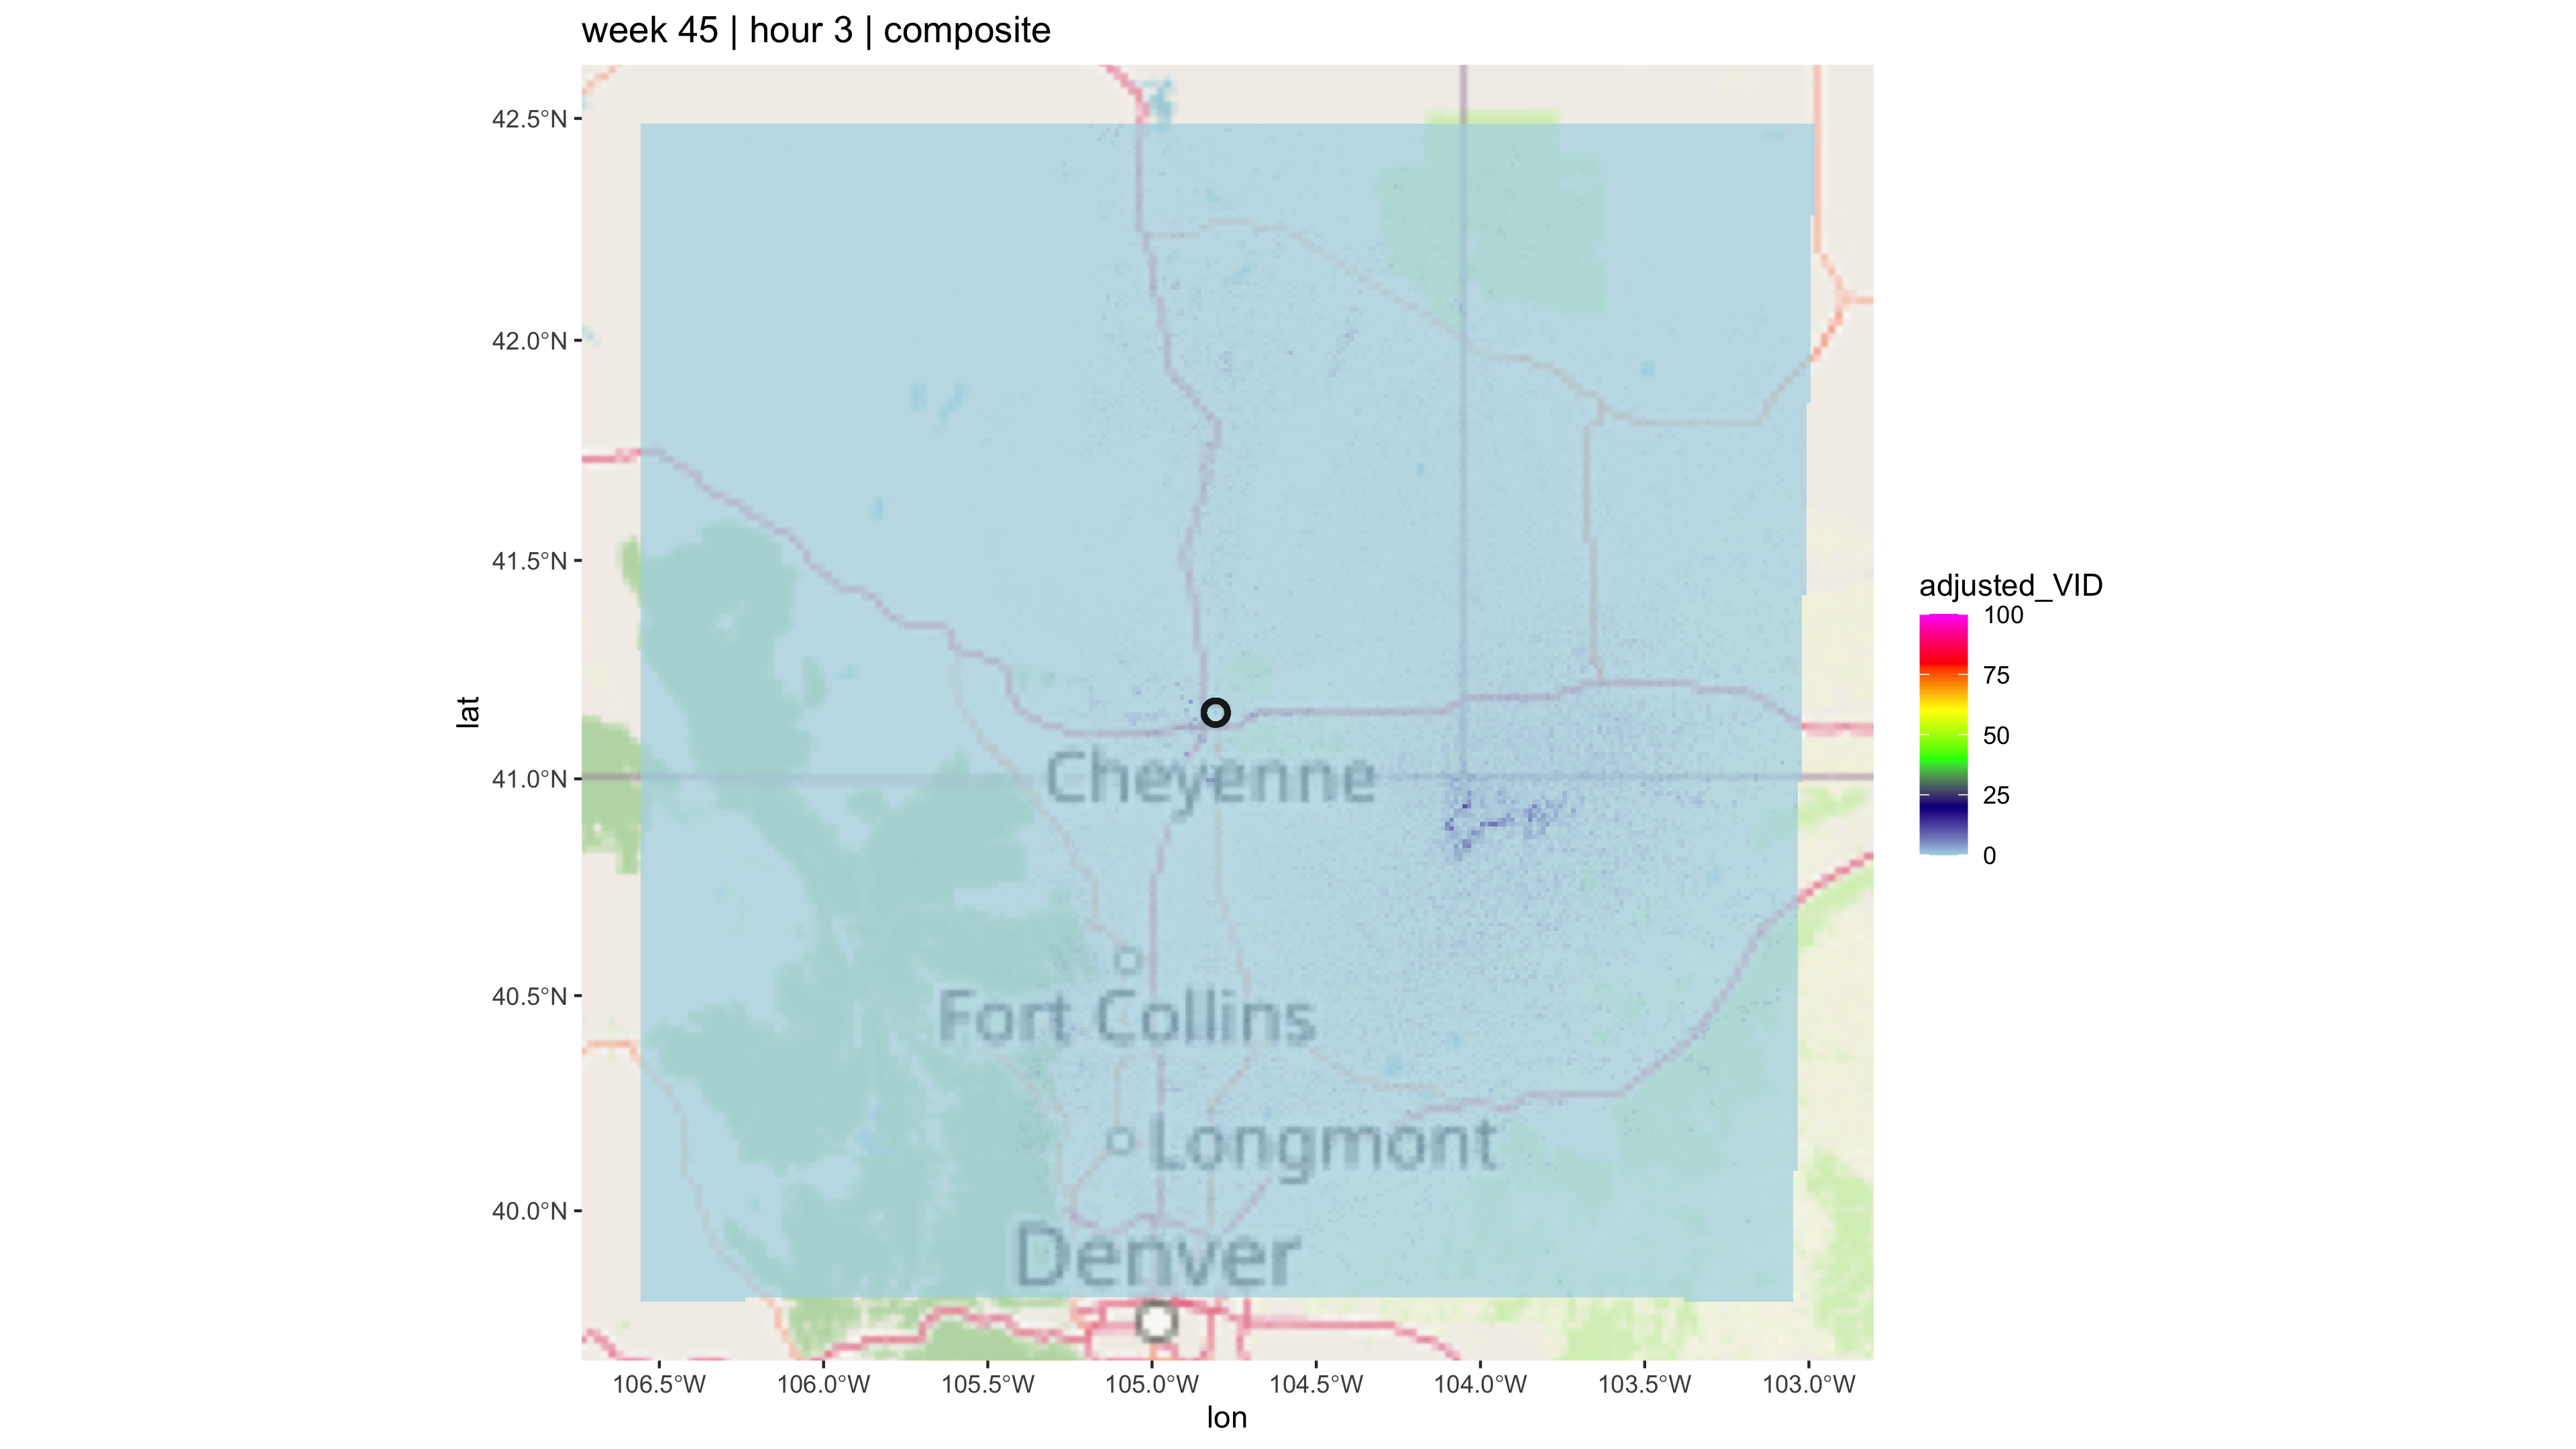 week 45 | hour 3 | composite
42.5°N
42.0°N
41.5°N
41.0°N
40.5°N
40.0°N
lat
Cheyenne
Fort Collins
Longmont
Denver
106.5°W 106.0°W 105.5°W 105.0°W 104.5°W 104.0°W 103.5°W 103.0°W
lon
adjusted_VID
100
75
50
25
0